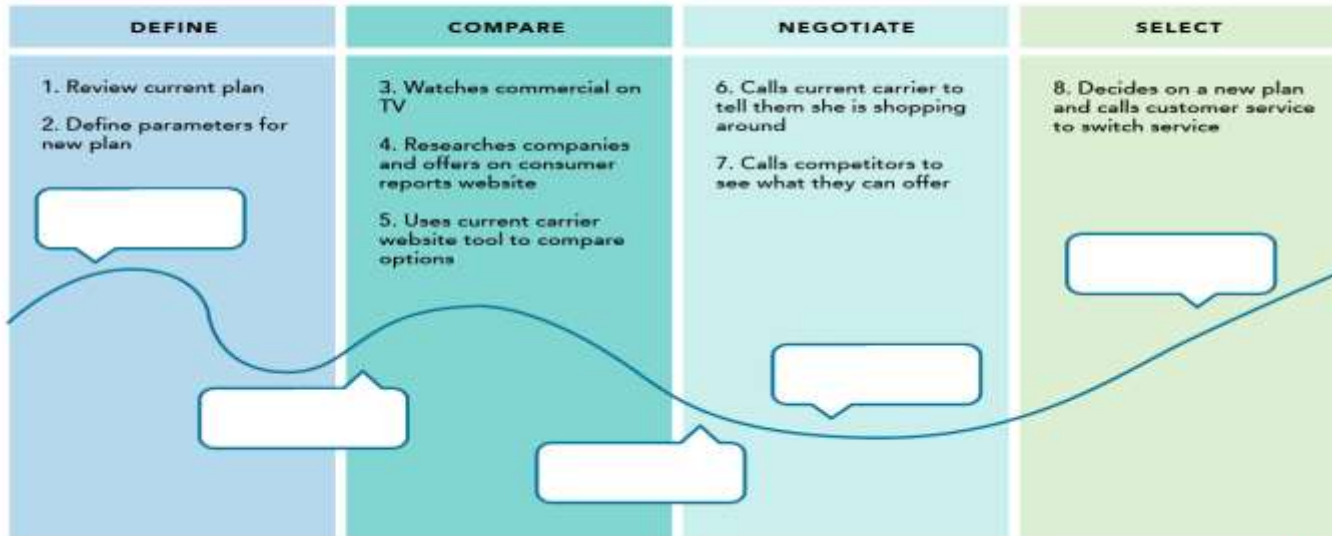 DEFINE
COMPARE
NEGOTIATE
SELECT
1. Review current plan
2. Define parameters for
new plan
3. Watches commercial on
TV
4. Researches companies
and offers on consumer
reports website
5. Uses current carrier
website tool to compare
options
6. Calls current carrier to
tell them she is shopping
around
7. Calls competitors to
see what they can offer
8. Decides on a new plan
and calls customer service
to switch service